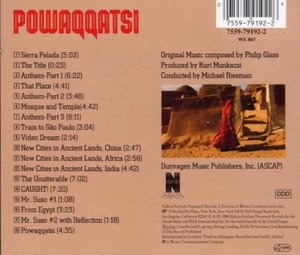 POWAQQATSI
7559-79192-2
7559-79192-2
WE 807
Serra Pelada (5:02)
The Title (0:23)
Anthem-Part 1 (6:22)
That Place (4:41)
Anthem-Part 2 (3:48)
Mosque and Temple(4:42)
Anthem-Part 3 (8:11)
Train to São Paulo (3:04)
Video Dream (2:14)
New Cities in Ancient Lands, China (2:47)
New Cities in Ancient Lands, Africa (2:56)
New Cities in Ancient Lands, India (4:42)
The Unutterable (7:02)
CAUGHT! (7:20)
Mr. Suso #1 (1:08)
From Egypt (3:23)
Mr. Suso #2 with Reflection (1:18)
Powaqqatsi (4:35)
Original Music composed by Philip Glass
Produced by Kurt Munkacsi
Conducted by Michael Riesman
Dunvagen Music Publishers, Inc. (ASCAP)
N